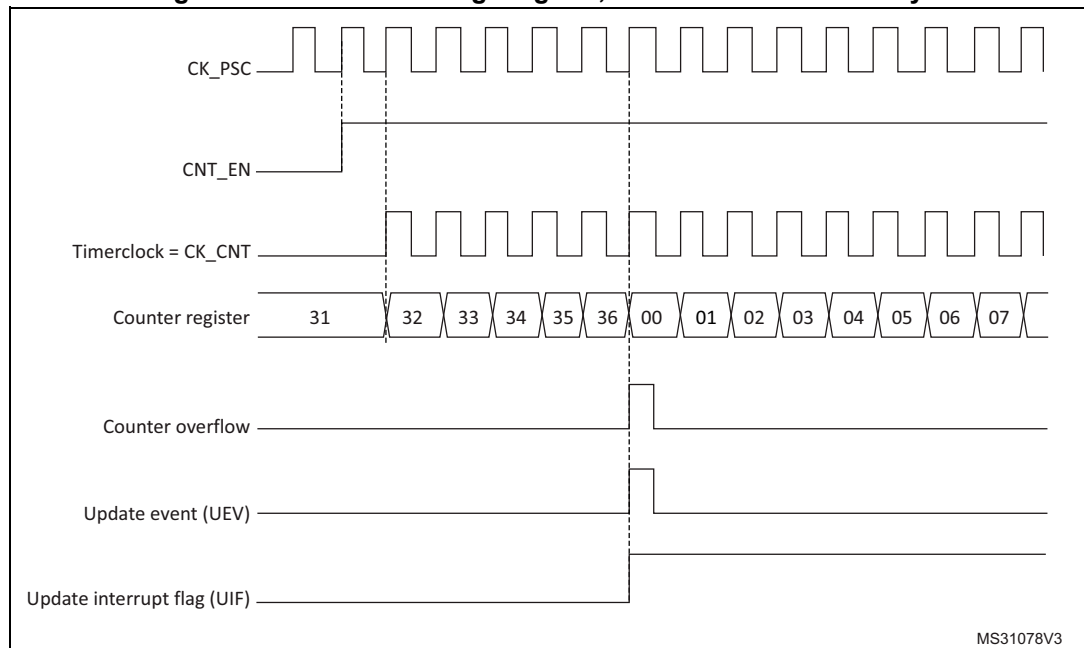 CK_PSC
CNT_EN
Timerclock = CK_CNT
Counter register 31 32 33 34 35 36 00 01 02 03 04 05 06 07
Counter overflow
Update event (UEV)
Update interrupt flag (UIF)
MS31078V3